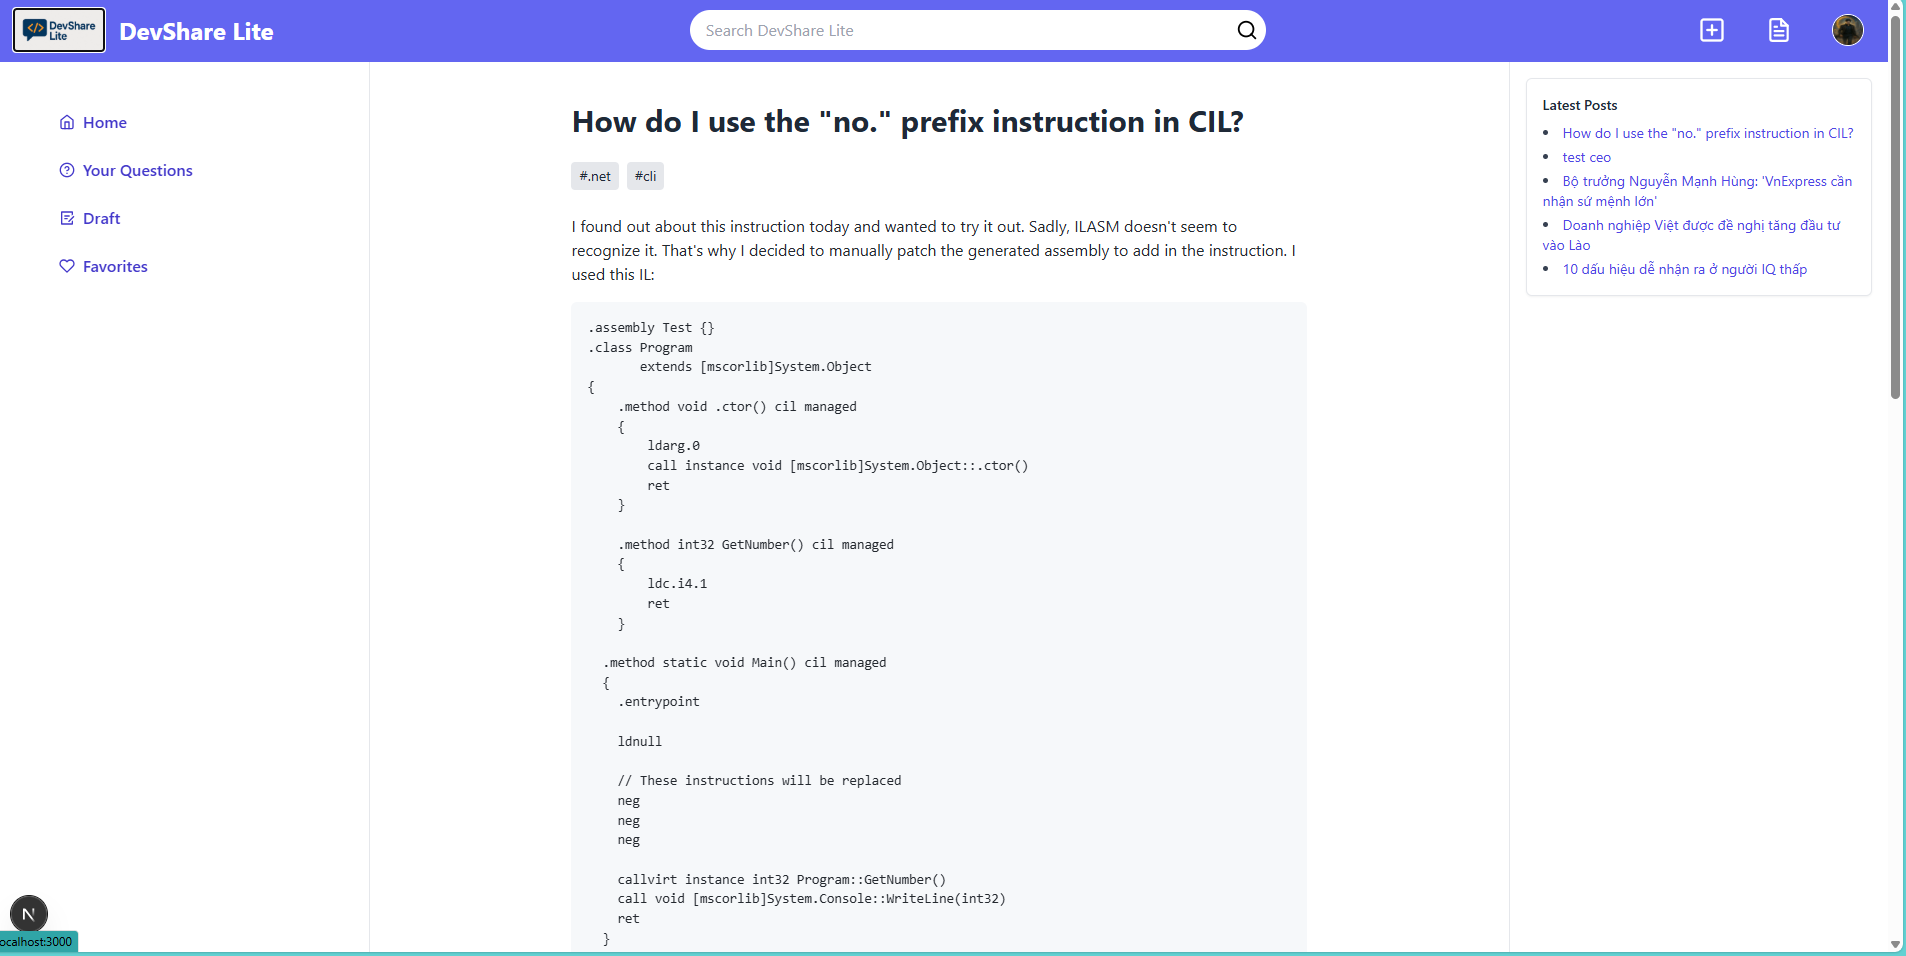 </> DevShare
Lite
DevShare Lite
Search DevShare Lite
Home
Your Questions
Draft
Favorites
How do I use the "no." prefix instruction in CIL?
#.net #cli
I found out about this instruction today and wanted to try it out. Sadly, ILASM doesn't seem to
recognize it. That's why I decided to manually patch the generated assembly to add in the instruction. I
used this IL:
.assembly Test {}
.class Program
       extends [mscorlib]System.Object
{
    .method void .ctor() cil managed
    {
        ldarg.0
        call instance void [mscorlib]System.Object::.ctor()
        ret
    }
    .method int32 GetNumber() cil managed
    {
        ldc.i4.1
        ret
    }
  .method static void Main() cil managed
  {
    .entrypoint
    ldnull
    // These instructions will be replaced
    neg
    neg
    neg
    callvirt instance int32 Program::GetNumber()
    call void [mscorlib]System.Console::WriteLine(int32)
    ret
  }
Latest Posts
• How do I use the "no." prefix instruction in CIL?
• test ceo
• Bộ trưởng Nguyễn Mạnh Hùng: 'VnExpress cần
nhận sứ mệnh lớn'
• Doanh nghiệp Việt được đề nghị tăng đầu tư
vào Lào
• 10 dấu hiệu dễ nhận ra ở người IQ thấp
N
ocalhost:3000